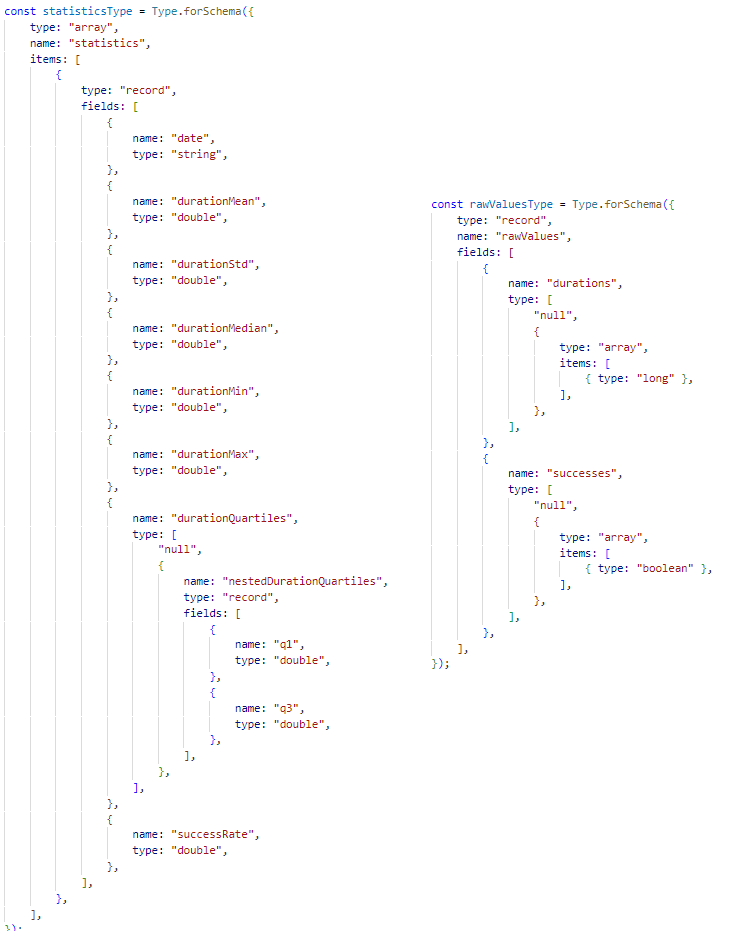 const statisticsType = Type.forSchema({
    type: "array",
    name: "statistics",
    items: [
        {
            type: "record",
            fields: [
                {
                    name: "date",
                    type: "string",
                },
                {
                    name: "durationMean",
                    type: "double",
                },
                {
                    name: "durationStd",
                    type: "double",
                },
                {
                    name: "durationMedian",
                    type: "double",
                },
                {
                    name: "durationMin",
                    type: "double",
                },
                {
                    name: "durationMax",
                    type: "double",
                },
                {
                    name: "durationQuartiles",
                    type: [
                        "null",
                        {
                            name: "nestedDurationQuartiles",
                            type: "record",
                            fields: [
                                {
                                    name: "q1",
                                    type: "double",
                                },
                                {
                                    name: "q3",
                                    type: "double",
                                },
                            ],
                        },
                    ],
                },
                {
                    name: "successRate",
                    type: "double",
                },
            ],
        },
    ],
});
const rawValuesType = Type.forSchema({
    type: "record",
    name: "rawValues",
    fields: [
        {
            name: "durations",
            type: [
                "null",
                {
                    type: "array",
                    items: [
                        { type: "long" },
                    ],
                },
            ],
        },
        {
            name: "successes",
            type: [
                "null",
                {
                    type: "array",
                    items: [
                        { type: "boolean" },
                    ],
                },
            ],
        },
    ],
});